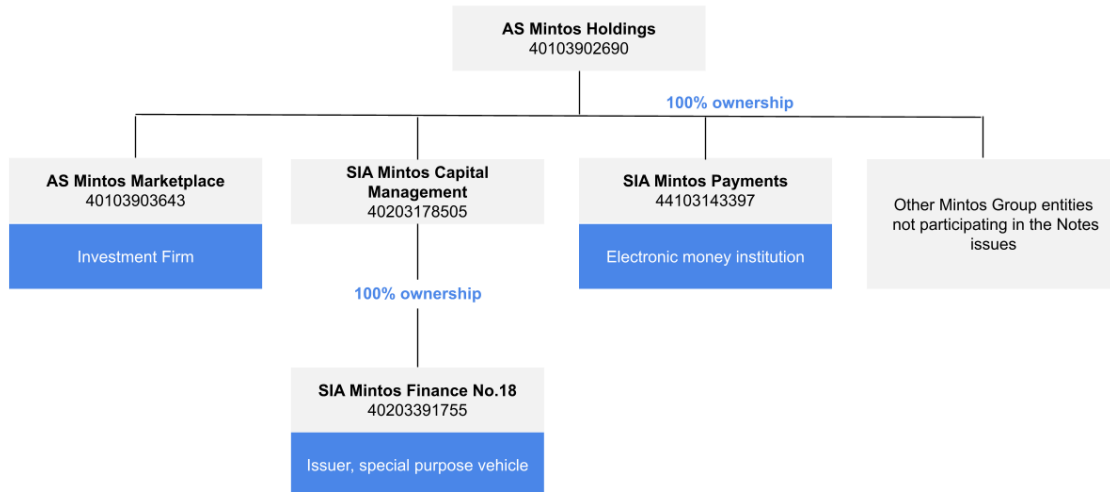 AS Mintos Holdings
40103902690
100% ownership
AS Mintos Marketplace
40103903643
Investment Firm
SIA Mintos Capital
Management
40203178505
SIA Mintos Payments
44103143397
Electronic money institution
Other Mintos Group entities
not participating in the Notes
issues
100% ownership
SIA Mintos Finance No.18
40203391755
Issuer, special purpose vehicle